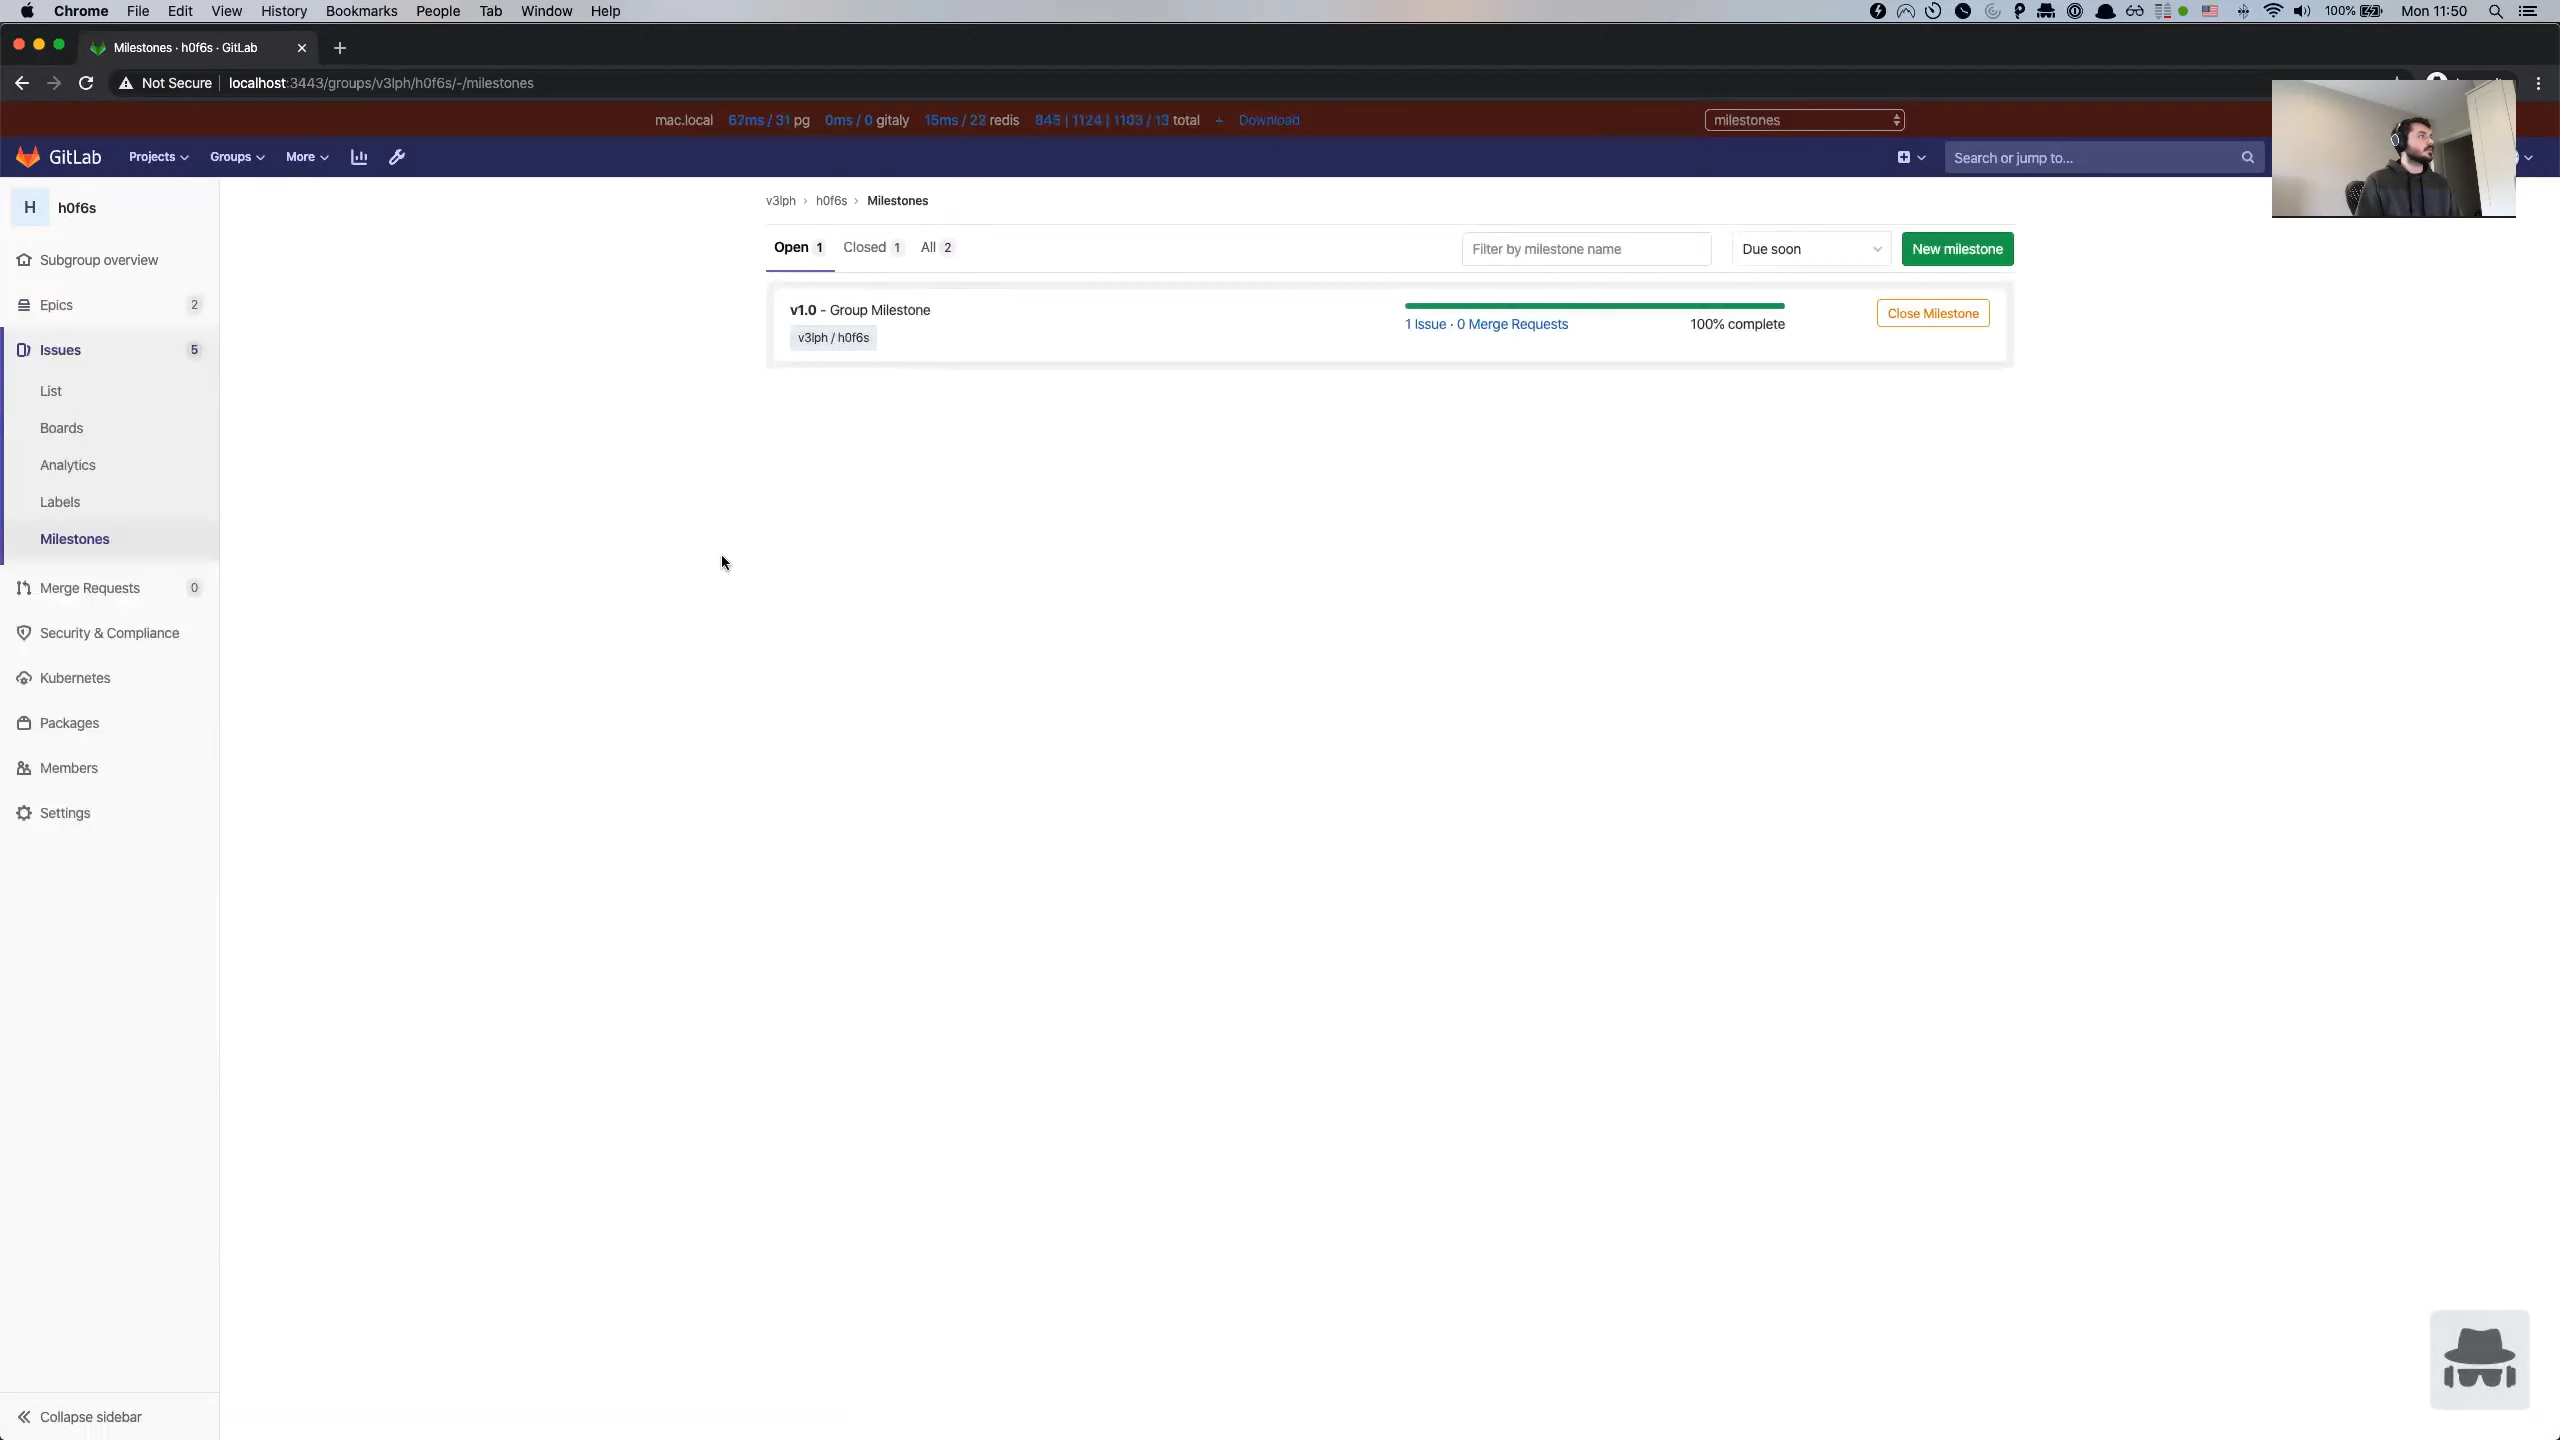 Chrome File Edit View History Bookmarks People Tab Window Help 100% Mon 11:50
Milestones · h0f6s · GitLab
Not Secure localhost:3443/groups/v3lph/h0f6s/-/milestones
mac.local 67ms / 31 pg 0ms / 0 gitaly 15ms / 22 redis 845 | 1124 | 1103 / 13 total + Download milestones
GitLab Projects Groups More Search or jump to...
H h0f6s
v3lph › h0f6s › Milestones
Open 1 Closed 1 All 2 Filter by milestone name Due soon New milestone
v1.0 - Group Milestone
v3lph / h0f6s
1 Issue · 0 Merge Requests 100% complete
Close Milestone
Subgroup overview
Epics 2
Issues 5
List
Boards
Analytics
Labels
Milestones
Merge Requests 0
Security & Compliance
Kubernetes
Packages
Members
Settings
Collapse sidebar